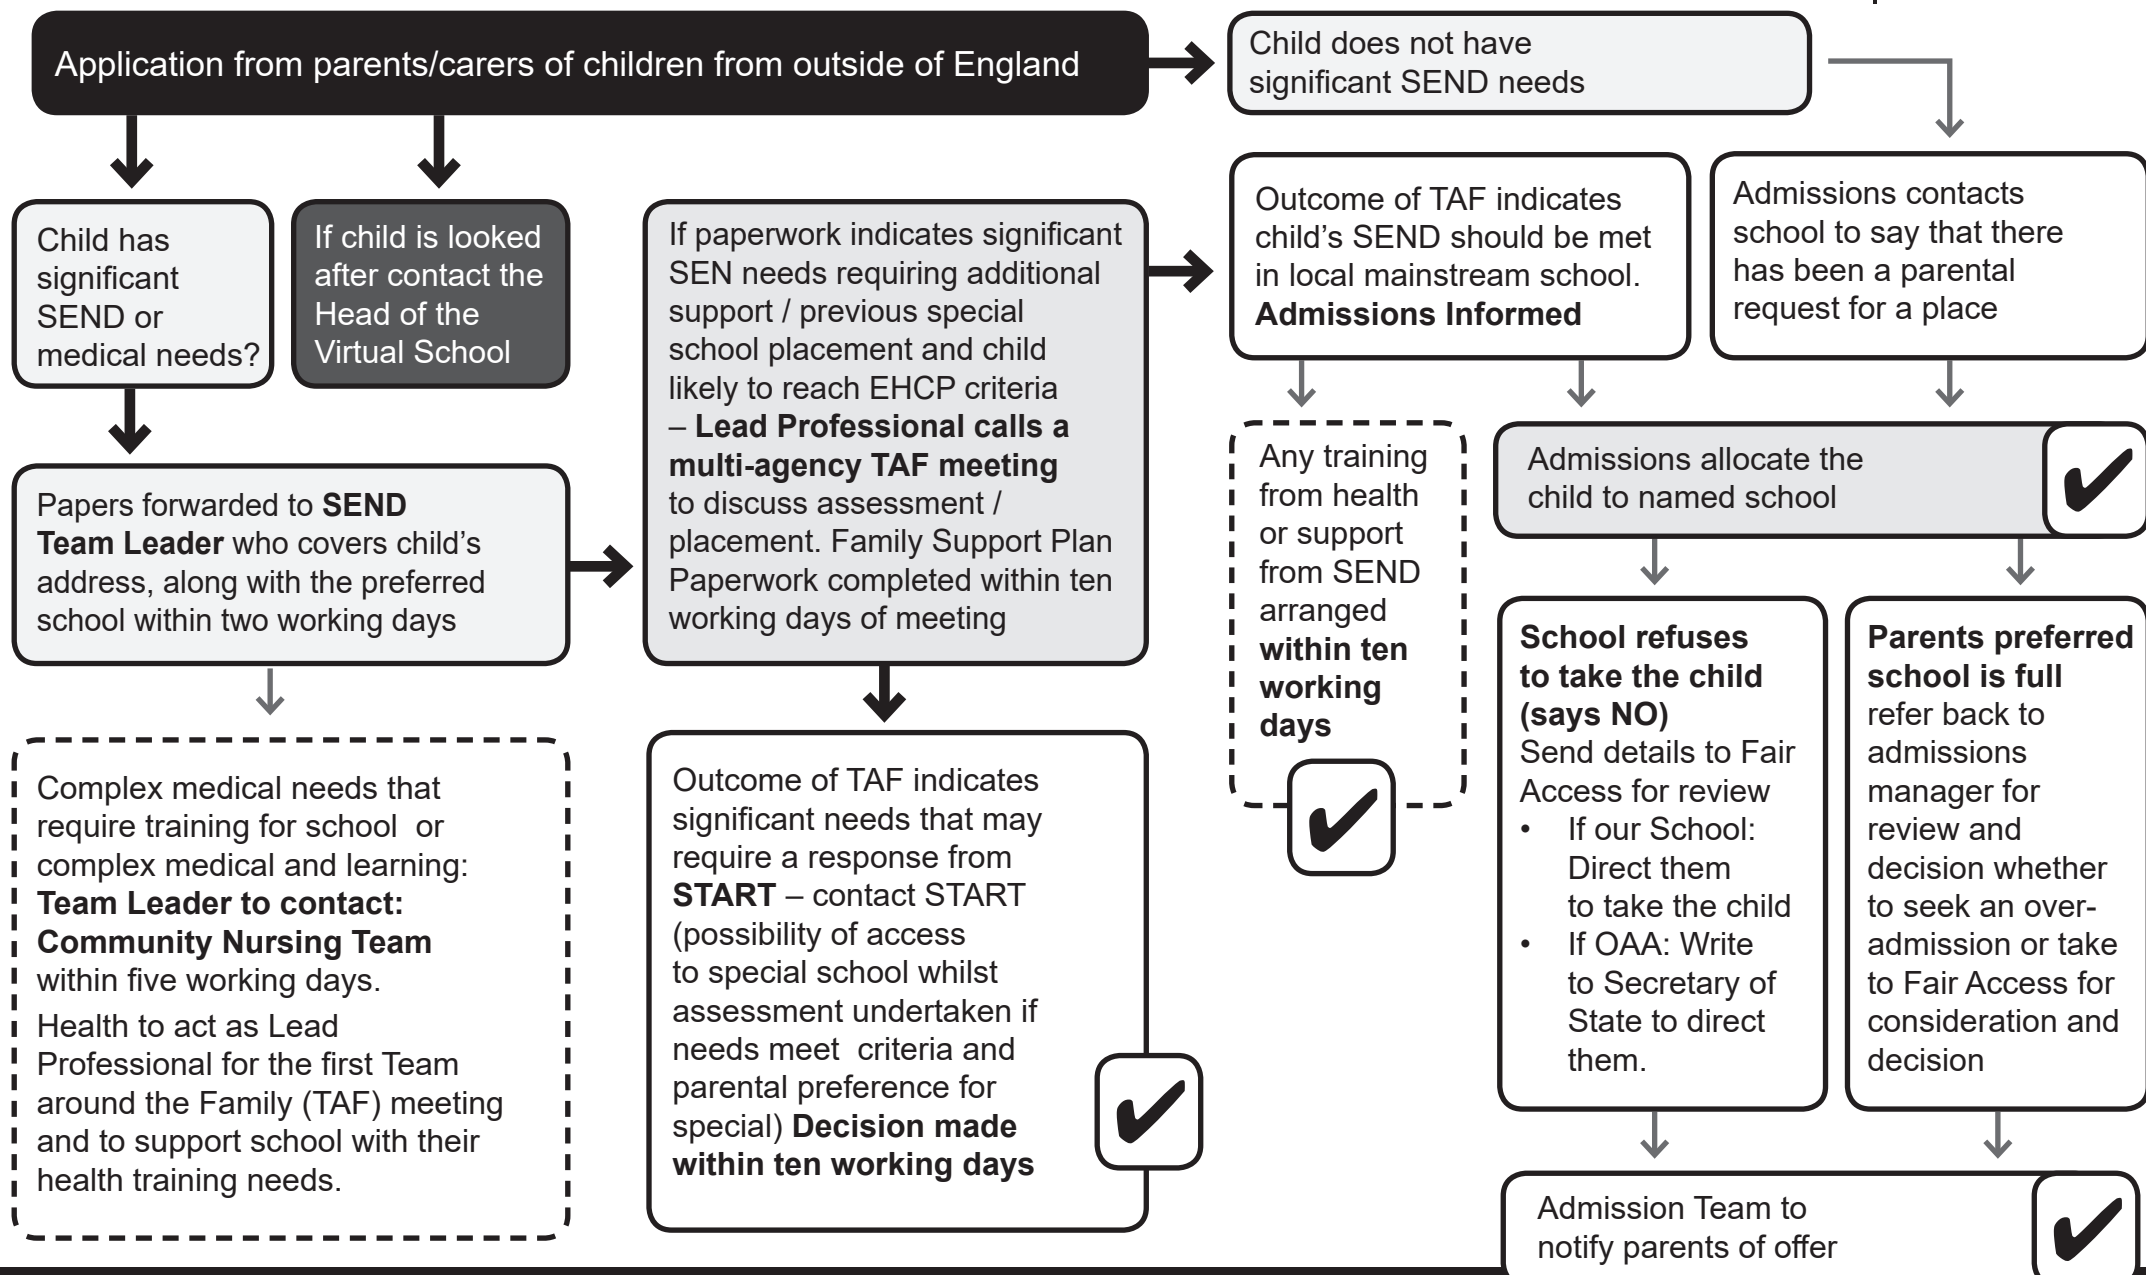 Application from parents/carers of children from outside of England
Child does not have
significant SEND needs
Child has
significant
SEND or
medical needs?
If child is looked
after contact the
Head of the
Virtual School
Papers forwarded to SEND
Team Leader who covers child’s
address, along with the preferred
school within two working days
Complex medical needs that
require training for school or
complex medical and learning:
Team Leader to contact:
Community Nursing Team
within five working days.
Health to act as Lead
Professional for the first Team
around the Family (TAF) meeting
and to support school with their
health training needs.
If paperwork indicates significant
SEN needs requiring additional
support / previous special
school placement and child
likely to reach EHCP criteria
– Lead Professional calls a
multi-agency TAF meeting
to discuss assessment /
placement. Family Support Plan
Paperwork completed within ten
working days of meeting
Outcome of TAF indicates
significant needs that may
require a response from
START – contact START
(possibility of access
to special school whilst
assessment undertaken if
needs meet criteria and
parental preference for
special) Decision made
within ten working days
Outcome of TAF indicates
child’s SEND should be met
in local mainstream school.
Admissions Informed
Any training
from health
or support
from SEND
arranged
within ten
working
days
Admissions contacts
school to say that there
has been a parental
request for a place
Admissions allocate the
child to named school
School refuses
to take the child
(says NO)
Send details to Fair
Access for review
• If our School:
Direct them
to take the child
• If OAA: Write
to Secretary of
State to direct
them.
Parents preferred
school is full
refer back to
admissions
manager for
review and
decision whether
to seek an over-
admission or take
to Fair Access for
consideration and
decision
Admission Team to
notify parents of offer